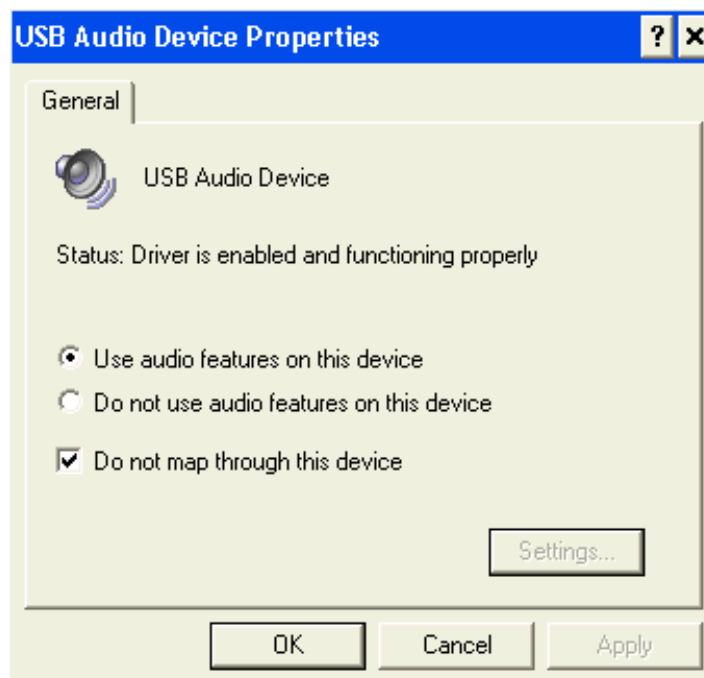 USB Audio Device Properties ? ×
General
USB Audio Device
Status: Driver is enabled and functioning properly
Use audio features on this device
Do not use audio features on this device
Do not map through this device
Settings...
OK Cancel Apply